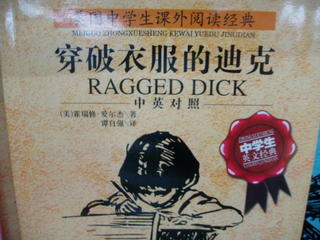 国中学生课外阅读经典
MEIGUO ZHONGXUESHENG KEWAI YUEDU JINGDIAN
穿破衣服的迪克
RAGGED DICK
中英对照
(美)霍瑞修·爱尔杰 著
谭自强 译
中学生
英文经典